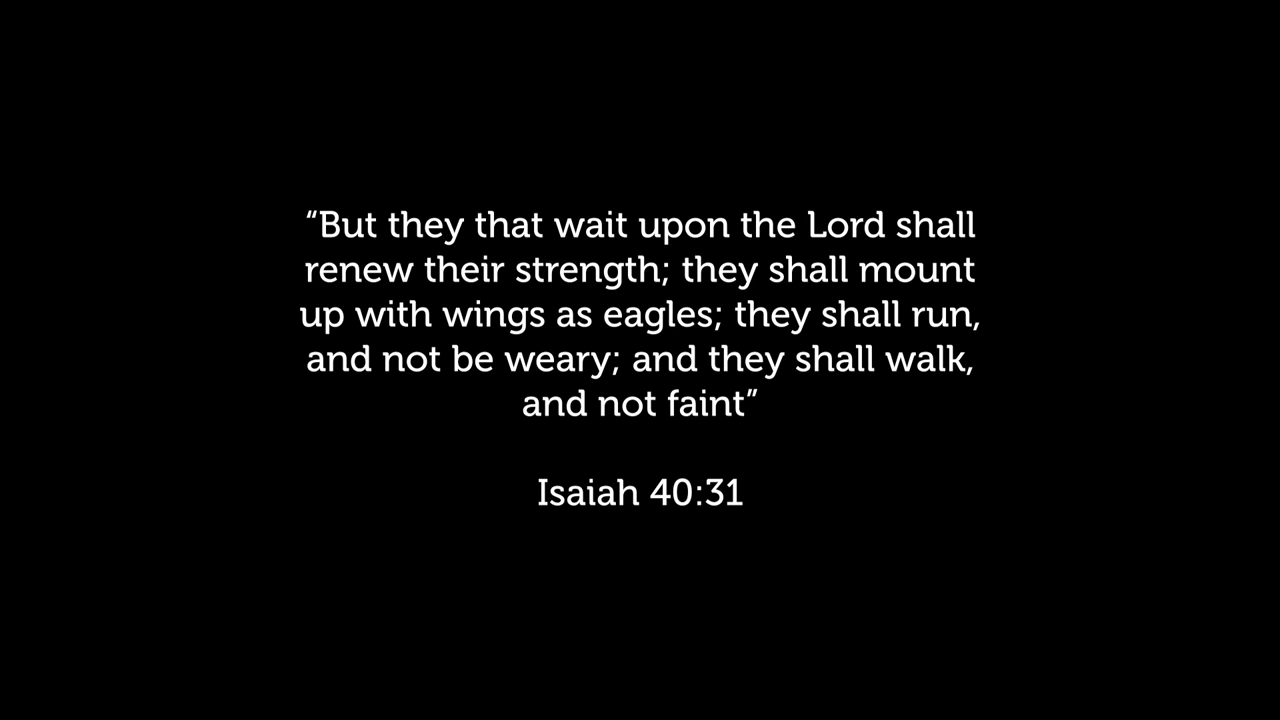 “But they that wait upon the Lord shall
renew their strength; they shall mount
up with wings as eagles; they shall run,
and not be weary; and they shall walk,
and not faint”
Isaiah 40:31